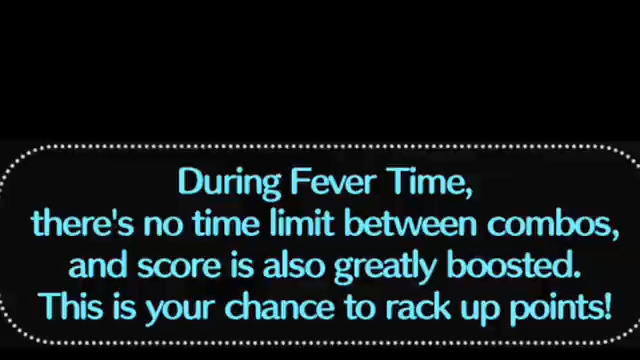 During Fever Time,
there's no time limit between combos,
and score is also greatly boosted.
This is your chance to rack up points!